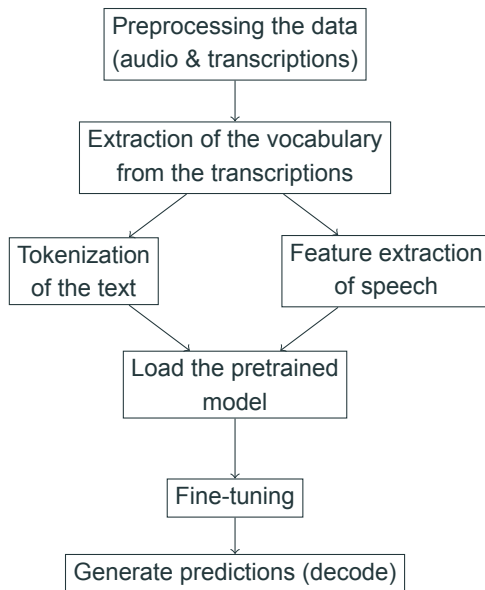 Preprocessing the data
(audio & transcriptions)
Extraction of the vocabulary
from the transcriptions
Tokenization
of the text
Feature extraction
of speech
Load the pretrained
model
Fine-tuning
Generate predictions (decode)